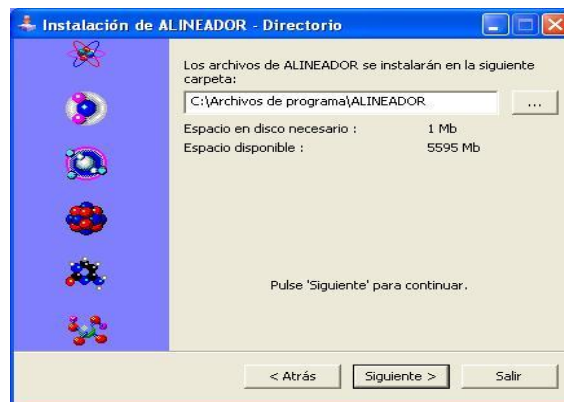 Instalación de ALINEADOR - Directorio
Los archivos de ALINEADOR se instalarán en la siguiente
carpeta:
C:\Archivos de programa\ALINEADOR
...
Espacio en disco necesario : 1 Mb
Espacio disponible : 5595 Mb
Pulse 'Siguiente' para continuar.
< Atrás Siguiente > Salir